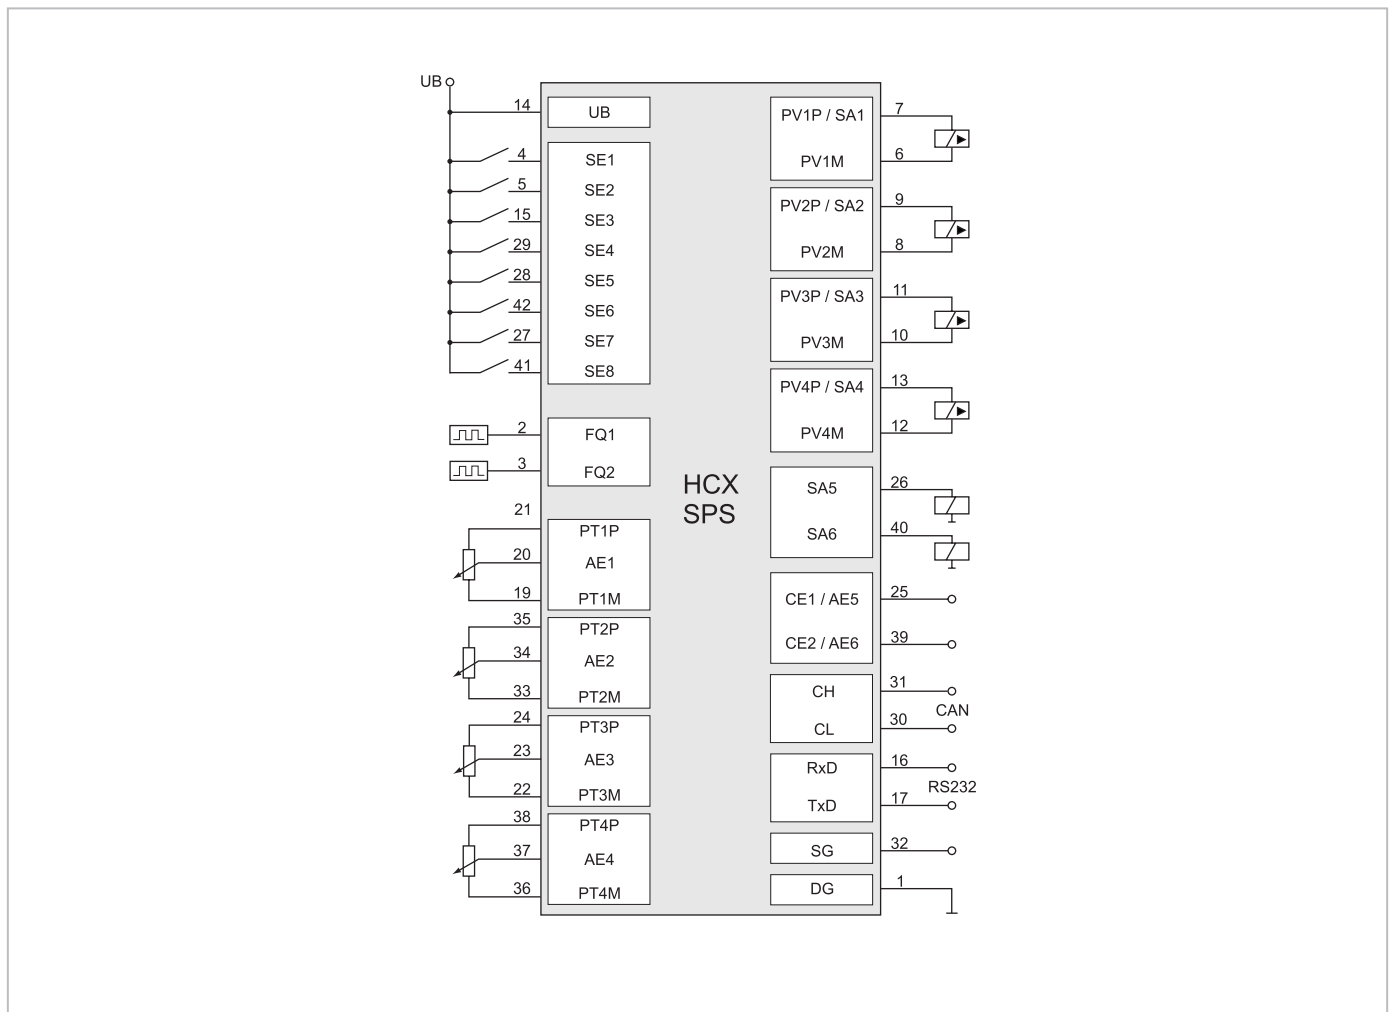 UB
14 UB
4 SE1
5 SE2
15 SE3
29 SE4
28 SE5
42 SE6
27 SE7
41 SE8
2 FQ1
3 FQ2
21 PT1P
20 AE1
19 PT1M
35 PT2P
34 AE2
33 PT2M
24 PT3P
23 AE3
22 PT3M
38 PT4P
37 AE4
36 PT4M
HCX
SPS
PV1P / SA1 7
PV1M 6
PV2P / SA2 9
PV2M 8
PV3P / SA3 11
PV3M 10
PV4P / SA4 13
PV4M 12
SA5 26
SA6 40
CE1 / AE5 25
CE2 / AE6 39
CH 31
CAN
CL 30
RxD 16
RS232
TxD 17
SG 32
DG 1